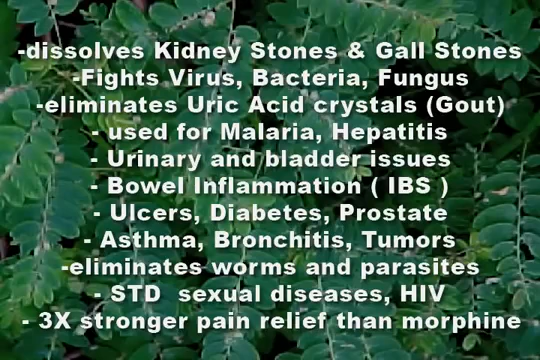 -dissolves Kidney Stones & Gall Stones
-Fights Virus, Bacteria, Fungus
-eliminates Uric Acid crystals (Gout)
- used for Malaria, Hepatitis
- Urinary and bladder issues
- Bowel Inflammation ( IBS )
- Ulcers, Diabetes, Prostate
- Asthma, Bronchitis, Tumors
-eliminates worms and parasites
- STD  sexual diseases, HIV
- 3X stronger pain relief than morphine